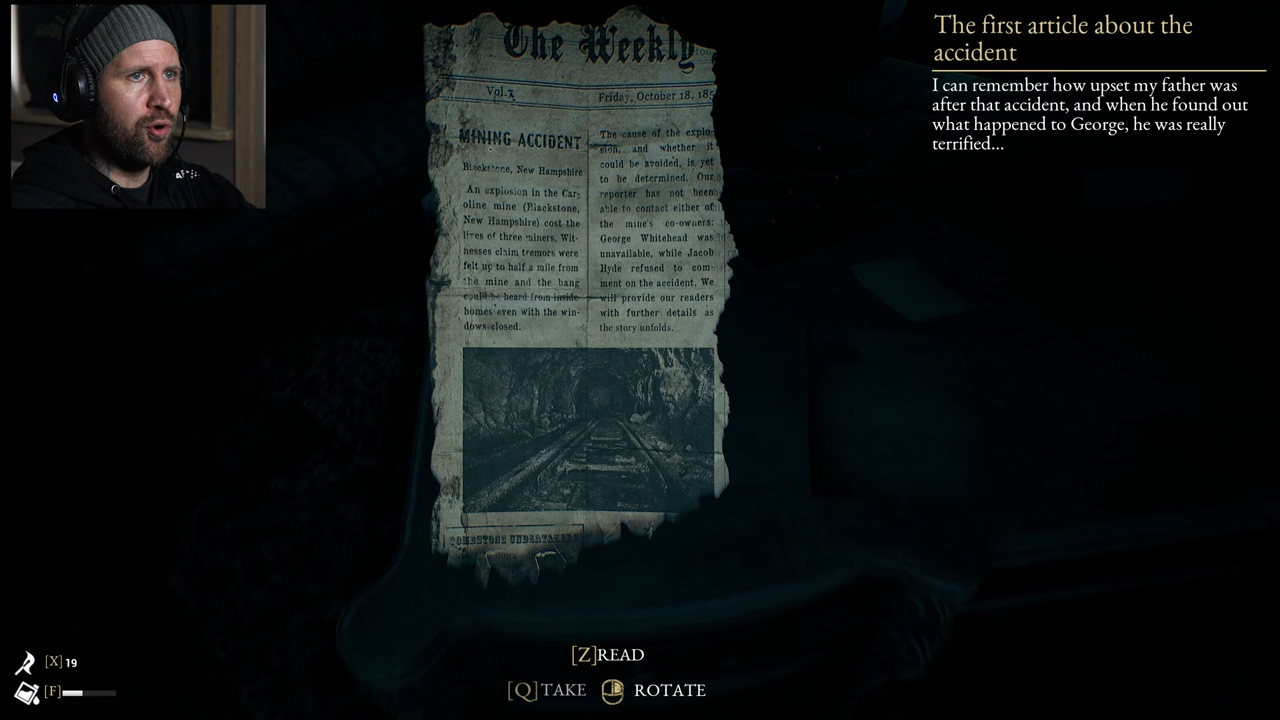 The Weekly
Vol.3
Friday, October 18, 185
MINING ACCIDENT
Blackstone, New Hampshire
An explosion in the Car-
oline mine (Blackstone,
New Hampshire) cost the
lives of three miners. Wit-
nesses claim tremors were
felt up to half a mile from
the mine and the bang
could be heard from inside
homes even with the win-
dows closed.
The cause of the explo-
sion, and whether it
could be avoided, is yet
to be determined. Our
reporter has not been
able to contact either of
the mine's co-owners:
George Whitehead was
unavailable, while Jacob
Hyde refused to com-
ment on the accident. We
will provide our readers
with further details as
the story unfolds.
TOMBSTONE UNDERTAKERS
The first article about the
accident
I can remember how upset my father was
after that accident, and when he found out
what happened to George, he was really
terrified...
[Z]READ
[Q]TAKE ROTATE
[X] 19
[F]